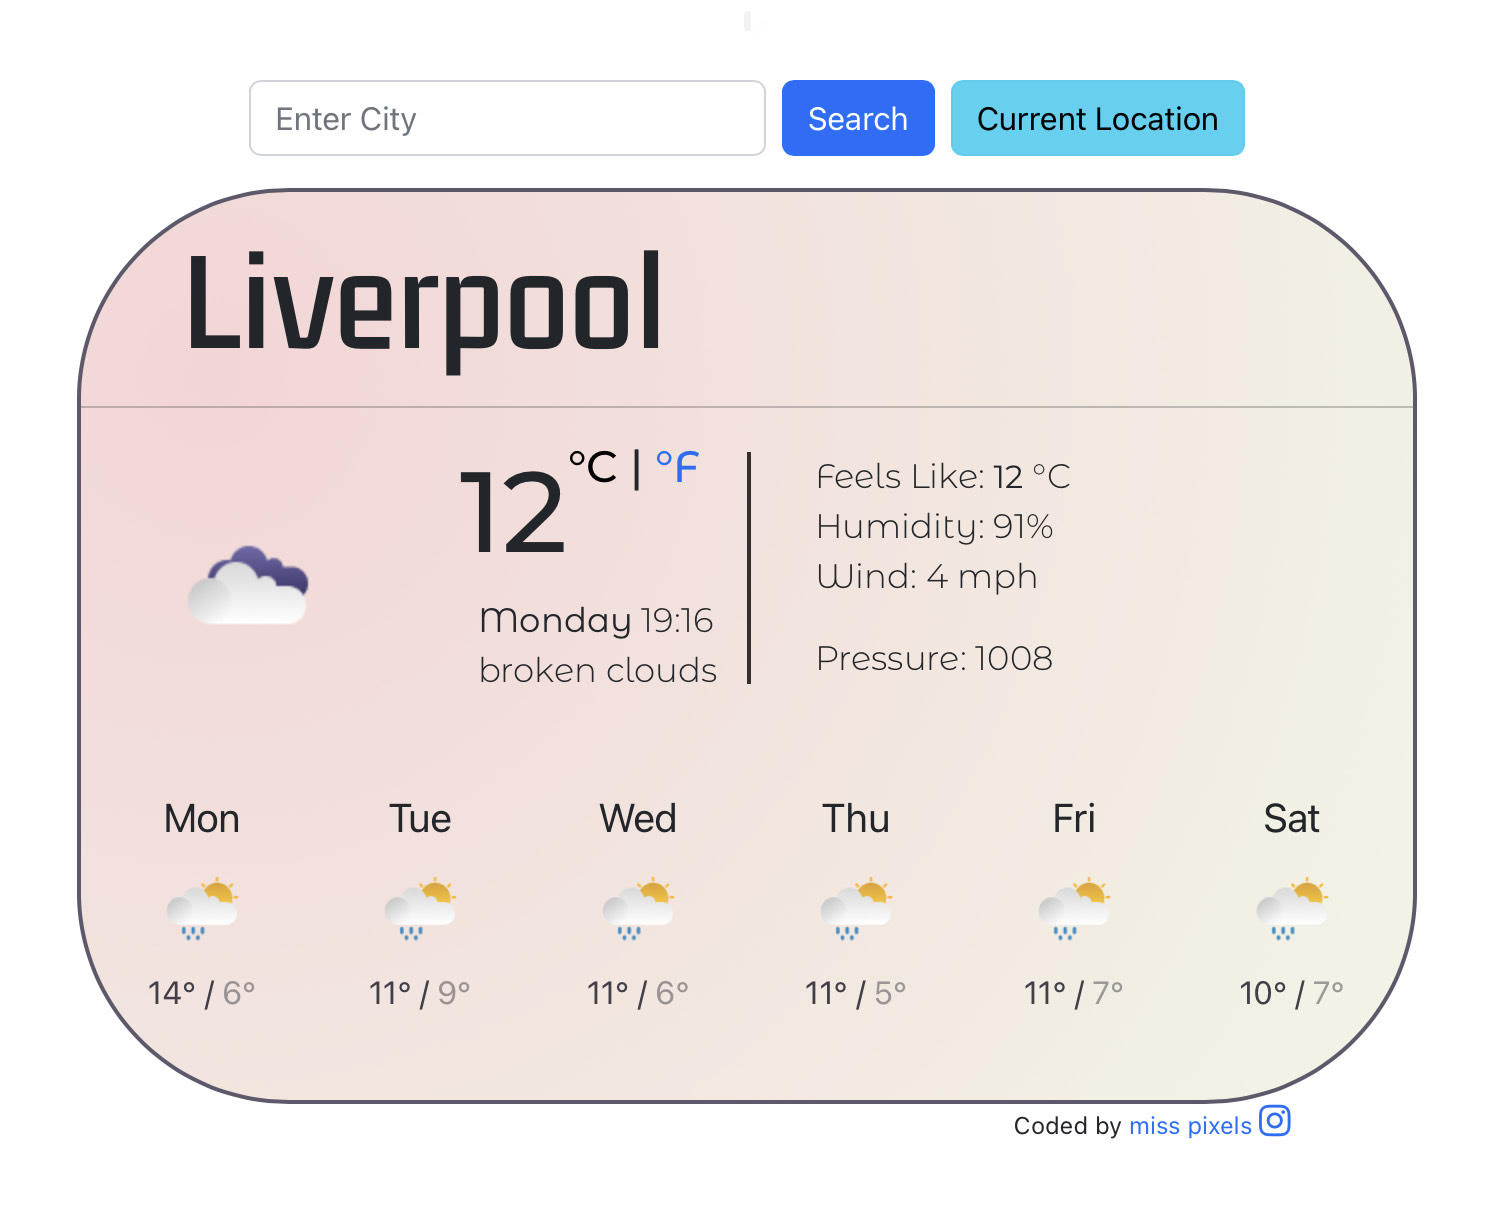 Enter City
Search
Current Location
Liverpool
12 °C | °F
Monday 19:16
broken clouds
Feels Like: 12 °C
Humidity: 91%
Wind: 4 mph
Pressure: 1008
Mon Tue Wed Thu Fri Sat
14° / 6° 11° / 9° 11° / 6° 11° / 5° 11° / 7° 10° / 7°
Coded by miss pixels